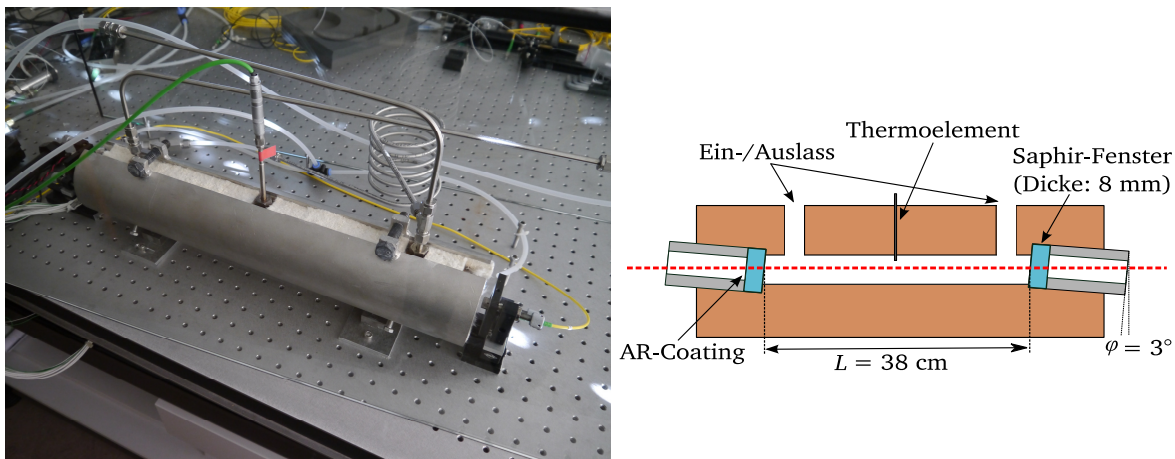 Thermoelement
Ein-/Auslass
Saphir-Fenster
(Dicke: 8 mm)
AR-Coating
L = 38 cm
φ = 3°